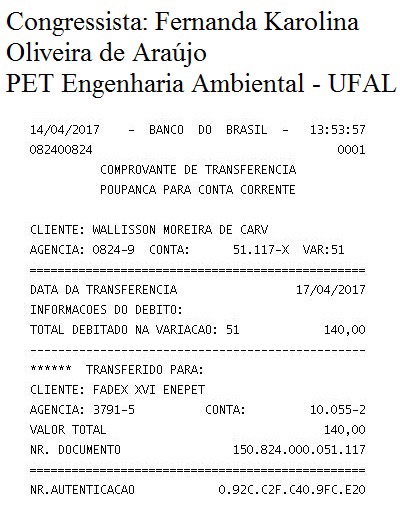 Congressista: Fernanda Karolina
Oliveira de Araújo
PET Engenharia Ambiental - UFAL
14/04/2017 - BANCO DO BRASIL - 13:53:57
082400824 0001
COMPROVANTE DE TRANSFERENCIA
POUPANCA PARA CONTA CORRENTE
CLIENTE: WALLISSON MOREIRA DE CARV
AGENCIA: 0824-9 CONTA: 51.117-X VAR:51
================================================
DATA DA TRANSFERENCIA 17/04/2017
INFORMACOES DO DEBITO:
TOTAL DEBITADO NA VARIACAO: 51 140,00
------------------------------------------------
****** TRANSFERIDO PARA:
CLIENTE: FADEX XVI ENEPET
AGENCIA: 3791-5 CONTA: 10.055-2
VALOR TOTAL 140,00
NR. DOCUMENTO 150.824.000.051.117
================================================
NR.AUTENTICACAO 0.92C.C2F.C40.9FC.E20